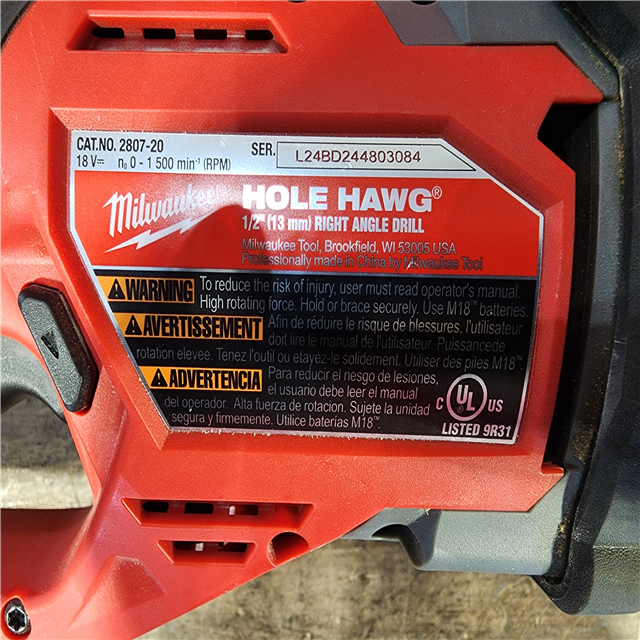 CAT.NO. 2807-20
18 V⎓ n₀ 0 - 1 500 min⁻¹ (RPM)
SER. L24BD244803084
Milwaukee
HOLE HAWG®
1/2" (13 mm) RIGHT ANGLE DRILL
Milwaukee Tool, Brookfield, WI 53005 USA
Professionally made in China by Milwaukee Tool
WARNING To reduce the risk of injury, user must read operator's manual.
High rotating force. Hold or brace securely. Use M18™ batteries.
AVERTISSEMENT Afin de réduire le risque de blessures, l'utilisateur
doit lire le manuel de l'utilisateur. Puissance de
rotation elevee. Tenez l'outil ou etayez-le solidement. Utiliser des piles M18™.
ADVERTENCIA Para reducir el riesgo de lesiones,
el usuario debe leer el manual
del operador. Alta fuerza de rotacion. Sujete la unidad
segura y firmemente. Utilice baterias M18™.
C UL US
LISTED 9R31